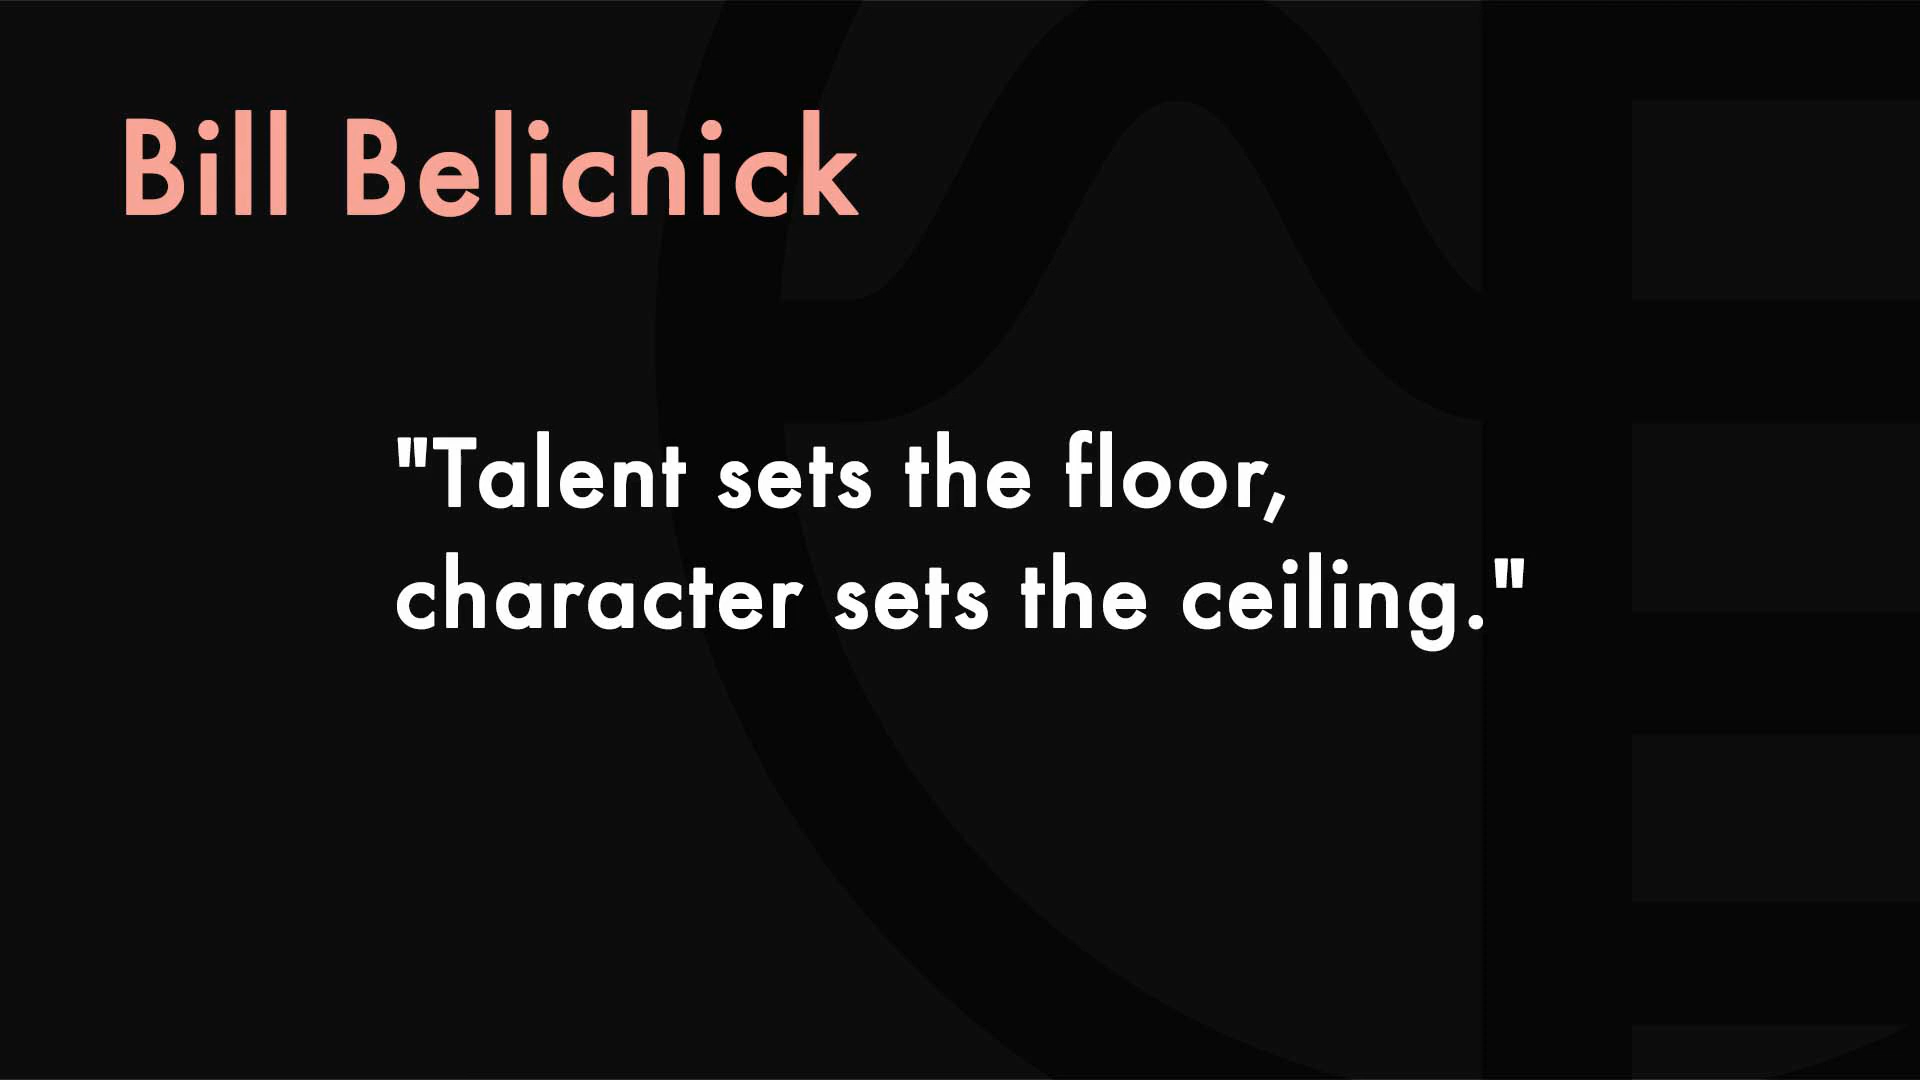 Bill Belichick
"Talent sets the floor,
character sets the ceiling."